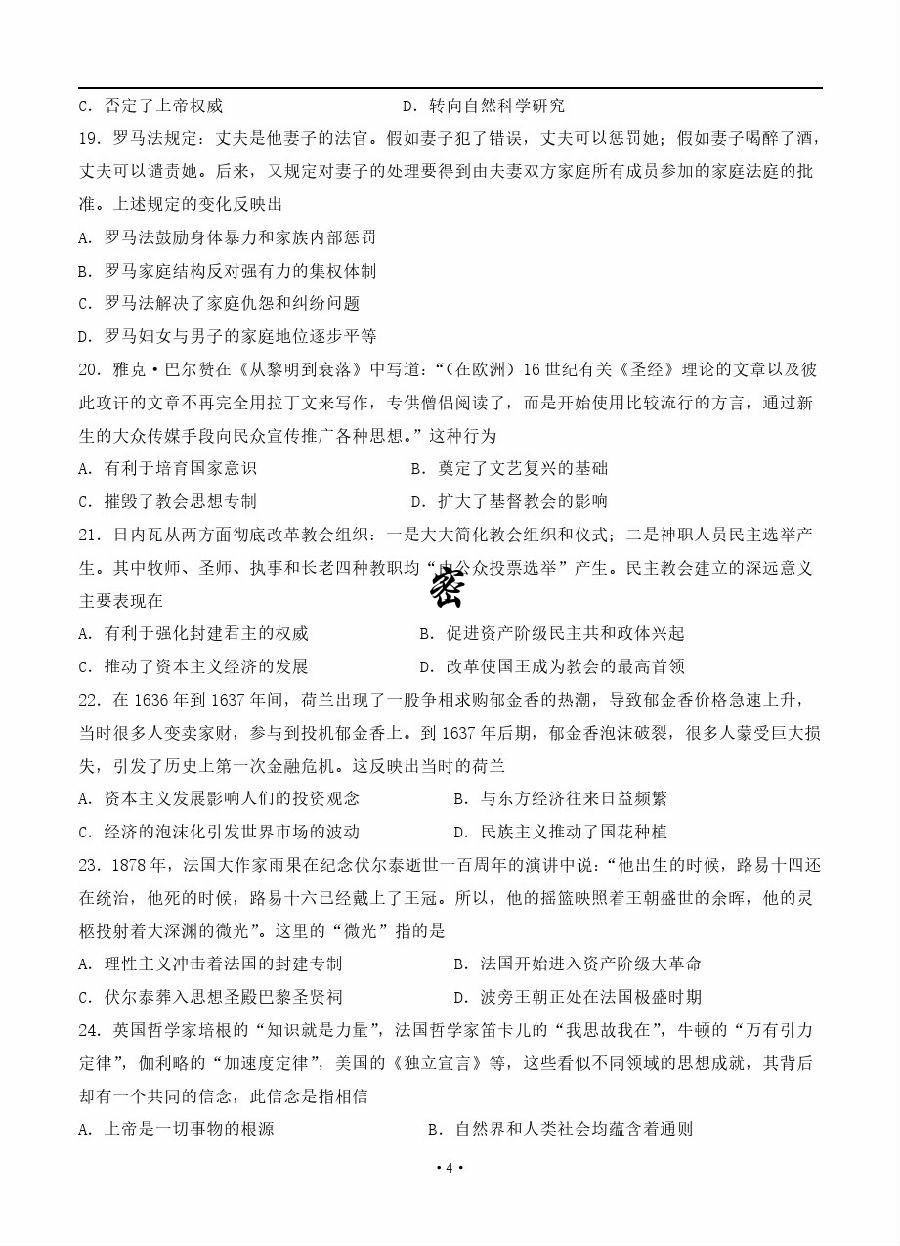 C. 否定了上帝权威 D. 转向自然科学研究
19. 罗马法规定：丈夫是他妻子的法官。假如妻子犯了错误，丈夫可以惩罚她；假如妻子喝醉了酒，
丈夫可以谴责她。后来，又规定对妻子的处理要得到由夫妻双方家庭所有成员参加的家庭法庭的批
准。上述规定的变化反映出
A. 罗马法鼓励身体暴力和家族内部惩罚
B. 罗马家庭结构反对强有力的集权体制
C. 罗马法解决了家庭仇怨和纠纷问题
D. 罗马妇女与男子的家庭地位逐步平等
20. 雅克·巴尔赞在《从黎明到衰落》中写道：“（在欧洲）16 世纪有关《圣经》理论的文章以及彼
此攻讦的文章不再完全用拉丁文来写作，专供僧侣阅读了，而是开始使用比较流行的方言，通过新
生的大众传媒手段向民众宣传推广各种思想。”这种行为
A. 有利于培育国家意识 B. 奠定了文艺复兴的基础
C. 摧毁了教会思想专制 D. 扩大了基督教会的影响
21. 日内瓦从两方面彻底改革教会组织：一是大大简化教会组织和仪式；二是神职人员民主选举产
生。其中牧师、圣师、执事和长老四种教职均“由公众投票选举”产生。民主教会建立的深远意义
密
主要表现在
A. 有利于强化封建君主的权威 B. 促进资产阶级民主共和政体兴起
C. 推动了资本主义经济的发展 D. 改革使国王成为教会的最高首领
22. 在 1636 年到 1637 年间，荷兰出现了一股争相求购郁金香的热潮，导致郁金香价格急速上升，
当时很多人变卖家财，参与到投机郁金香上。到 1637 年后期，郁金香泡沫破裂，很多人蒙受巨大损
失，引发了历史上第一次金融危机。这反映出当时的荷兰
A. 资本主义发展影响人们的投资观念 B. 与东方经济往来日益频繁
C. 经济的泡沫化引发世界市场的波动 D. 民族主义推动了国花种植
23. 1878 年，法国大作家雨果在纪念伏尔泰逝世一百周年的演讲中说：“他出生的时候，路易十四还
在统治，他死的时候，路易十六已经戴上了王冠。所以，他的摇篮映照着王朝盛世的余晖，他的灵
柩投射着大深渊的微光”。这里的“微光”指的是
A. 理性主义冲击着法国的封建专制 B. 法国开始进入资产阶级大革命
C. 伏尔泰葬入思想圣殿巴黎圣贤祠 D. 波旁王朝正处在法国极盛时期
24. 英国哲学家培根的“知识就是力量”，法国哲学家笛卡儿的“我思故我在”，牛顿的“万有引力
定律”，伽利略的“加速度定律”，美国的《独立宣言》等，这些看似不同领域的思想成就，其背后
却有一个共同的信念，此信念是指相信
A. 上帝是一切事物的根源 B. 自然界和人类社会均蕴含着通则
·4·